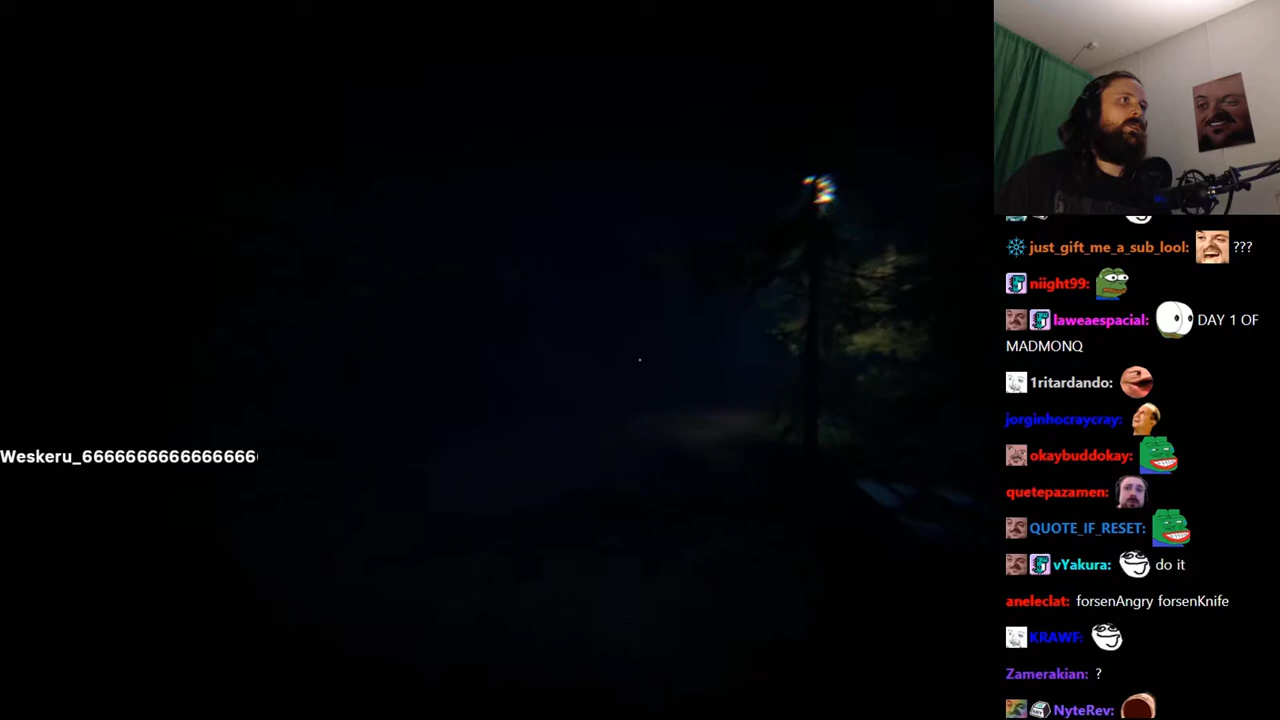 just_gift_me_a_sub_lool: ???
niight99:
laweaespacial: DAY 1 OF
MADMONQ
1ritardando:
jorginhocraycray:
okaybuddokay:
quetepazamen:
QUOTE_IF_RESET:
vYakura: do it
aneleclat: forsenAngry forsenKnife
KRAWF:
Zamerakian: ?
NyteRev:
Weskeru_6666666666666666